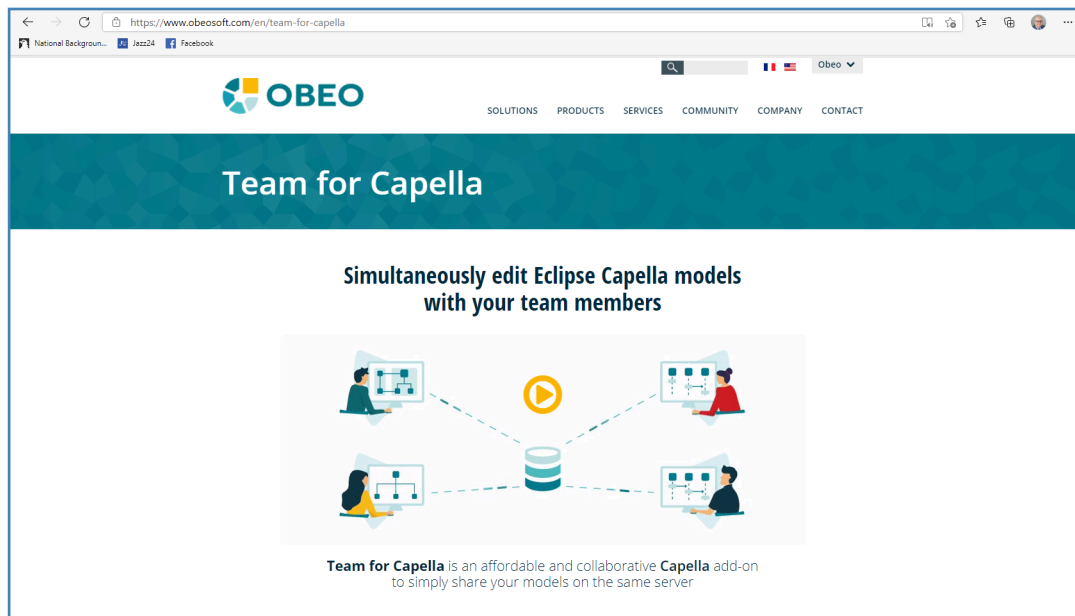 https://www.obeosoft.com/en/team-for-capella
National Backgroun... Jazz24 Facebook
Obeo
OBEO
SOLUTIONS PRODUCTS SERVICES COMMUNITY COMPANY CONTACT
Team for Capella
Simultaneously edit Eclipse Capella models
with your team members
Team for Capella is an affordable and collaborative Capella add-on
to simply share your models on the same server